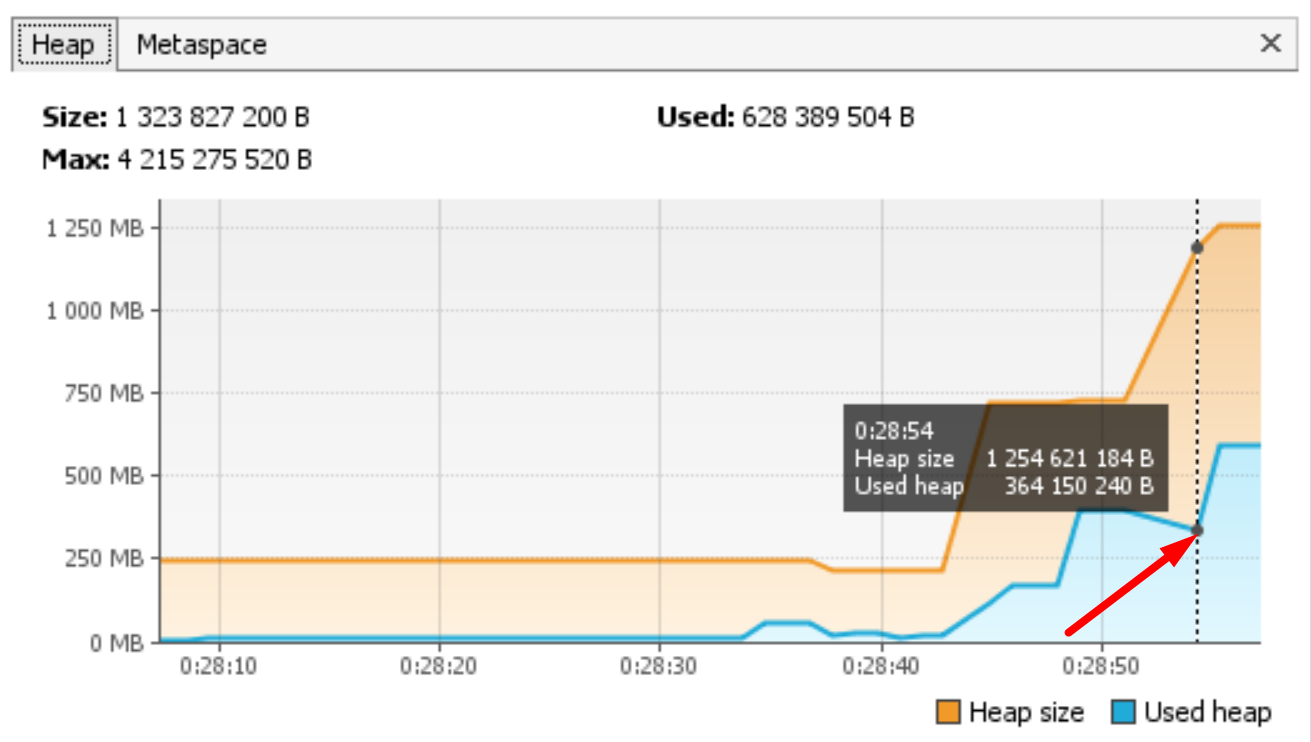 Heap Metaspace ×
Size: 1 323 827 200 B Used: 628 389 504 B
Max: 4 215 275 520 B
1 250 MB
1 000 MB
750 MB
500 MB
250 MB
0 MB
0:28:54
Heap size 1 254 621 184 B
Used heap 364 150 240 B
0:28:10 0:28:20 0:28:30 0:28:40 0:28:50
Heap size Used heap